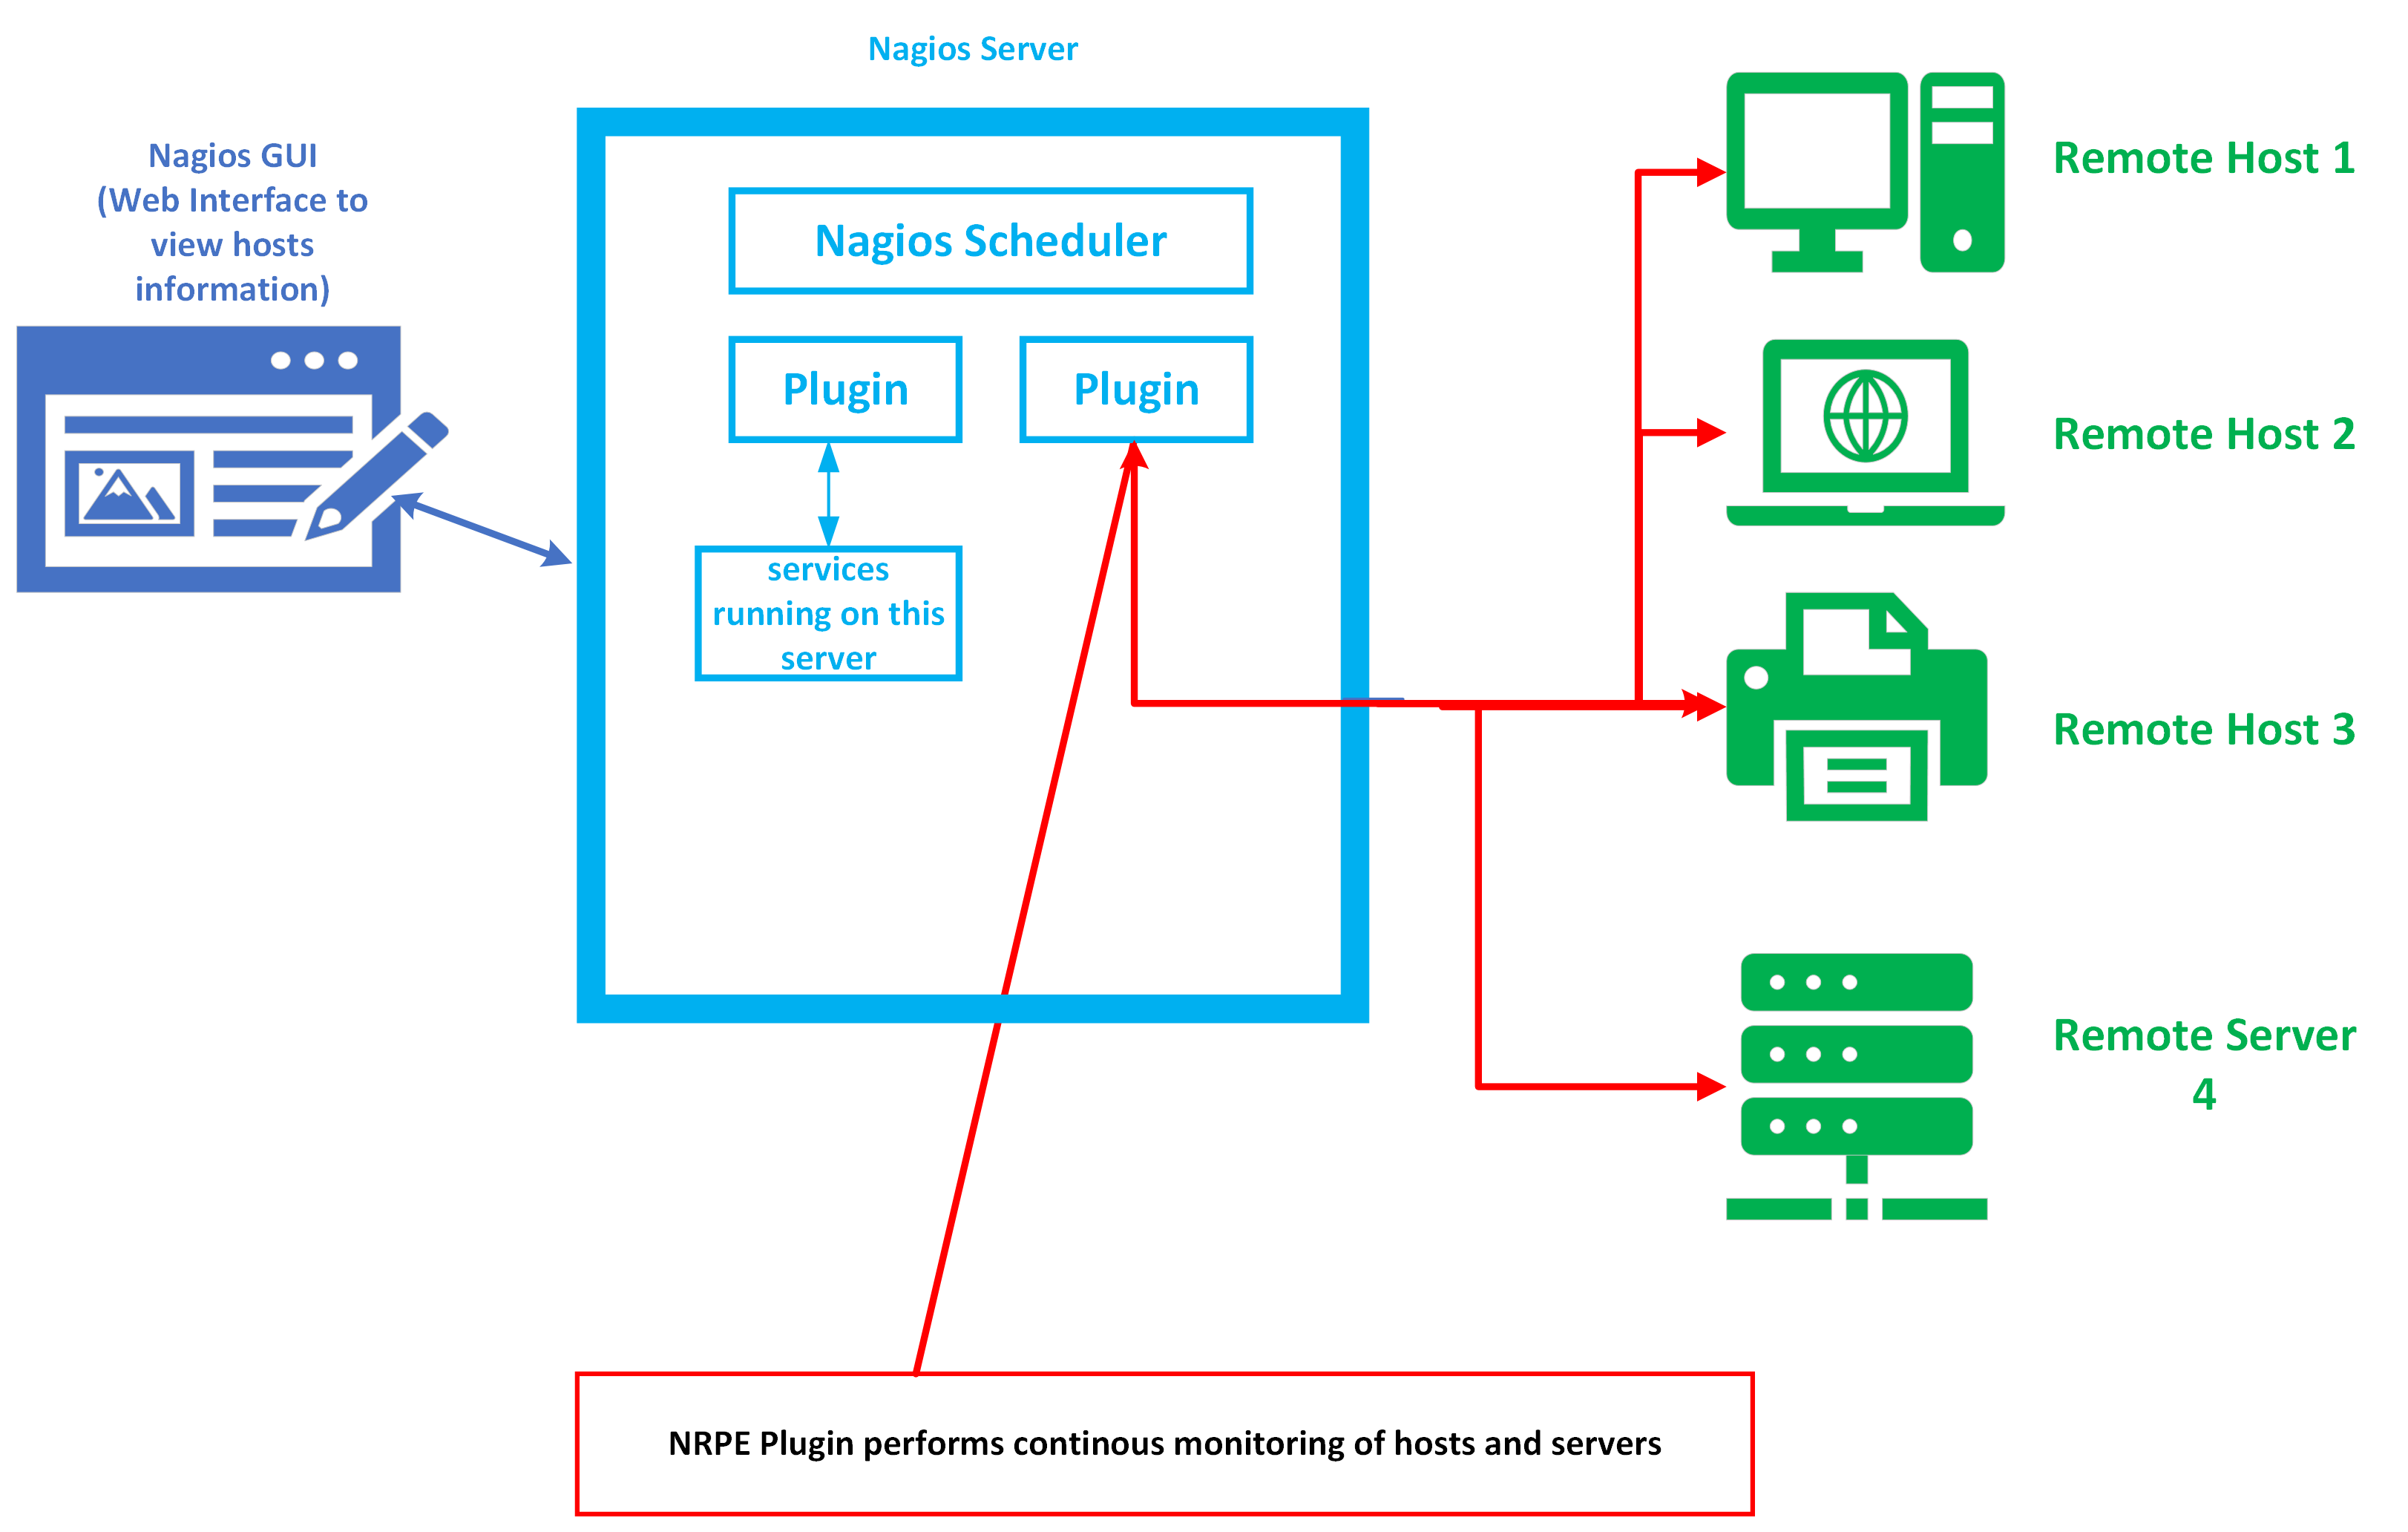 Nagios Server
Nagios GUI
(Web Interface to
view hosts
information)
Nagios Scheduler
Plugin
Plugin
services
running on this
server
Remote Host 1
Remote Host 2
Remote Host 3
Remote Server
4
NRPE Plugin performs continous monitoring of hosts and servers